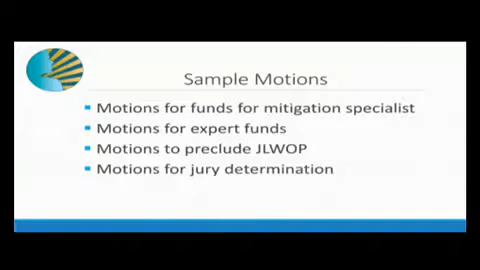 Sample Motions
Motions for funds for mitigation specialist
Motions for expert funds
Motions to preclude JLWOP
Motions for jury determination